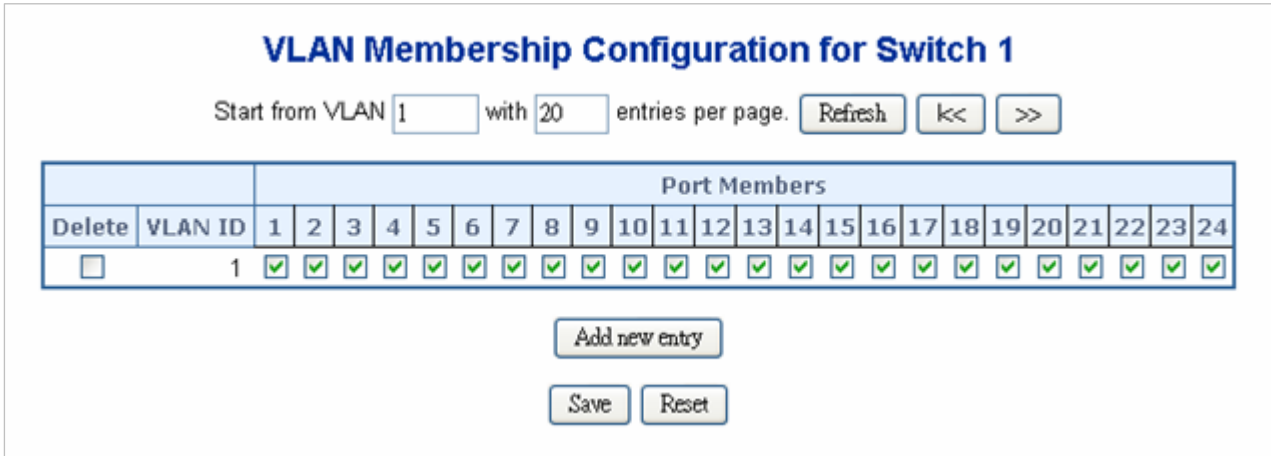 VLAN Membership Configuration for Switch 1
Start from VLAN 1 with 20 entries per page. Refresh |<< >>
Port Members
Delete VLAN ID 1 2 3 4 5 6 7 8 9 10 11 12 13 14 15 16 17 18 19 20 21 22 23 24
1
Add new entry
Save Reset